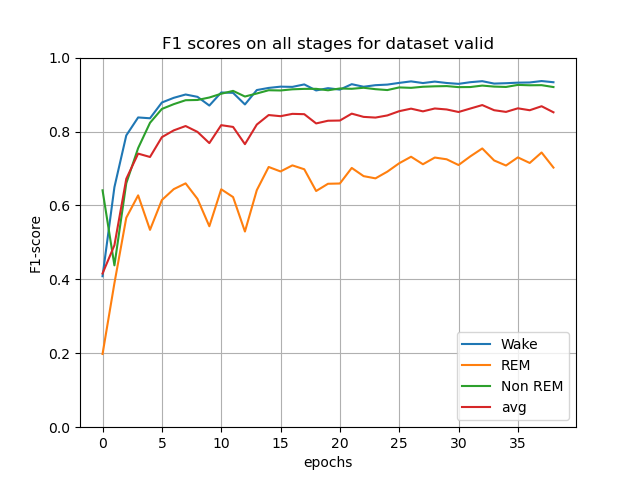 F1 scores on all stages for dataset valid
1.0
0.8
0.6
0.4
0.2
0.0
F1-score
0 5 10 15 20 25 30 35
epochs
Wake
REM
Non REM
avg